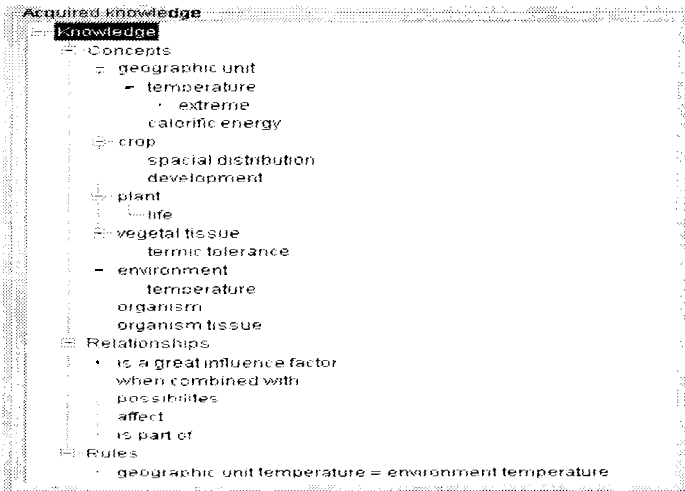 Acquired knowledge
Knowledge
Concepts
geographic unit
temperature
extreme
calorific energy
crop
spacial distribution
development
plant
life
vegetal tissue
termic tolerance
environment
temperature
organism
organism tissue
Relationships
is a great influence factor
when combined with
possibilites
affect
is part of
Rules
geographic unit temperature = environment temperature